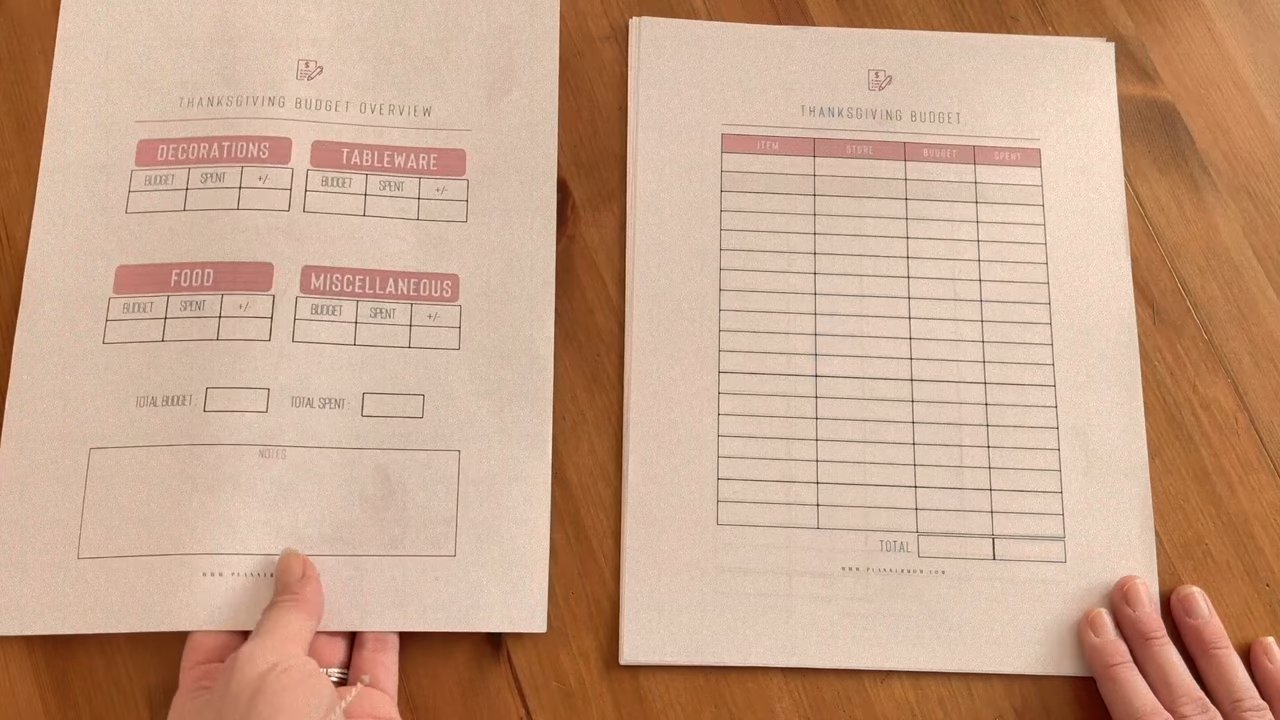 $
THANKSGIVING BUDGET OVERVIEW
DECORATIONS
BUDGET SPENT +/-
TABLEWARE
BUDGET SPENT +/-
FOOD
BUDGET SPENT +/-
MISCELLANEOUS
BUDGET SPENT +/-
TOTAL BUDGET : TOTAL SPENT :
NOTES
$
THANKSGIVING BUDGET
ITEM STORE BUDGET SPENT
TOTAL